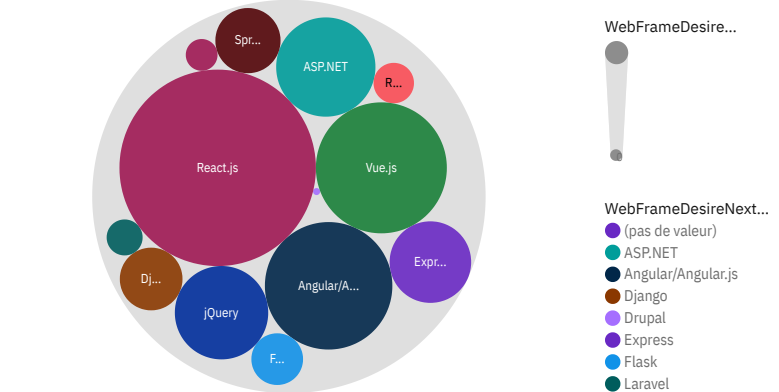 Spr...
ASP.NET
R...
React.js
Vue.js
Dj...
jQuery
Angular/A...
Expr...
F...
WebFrameDesire...
WebFrameDesireNext...
(pas de valeur)
ASP.NET
Angular/Angular.js
Django
Drupal
Express
Flask
Laravel